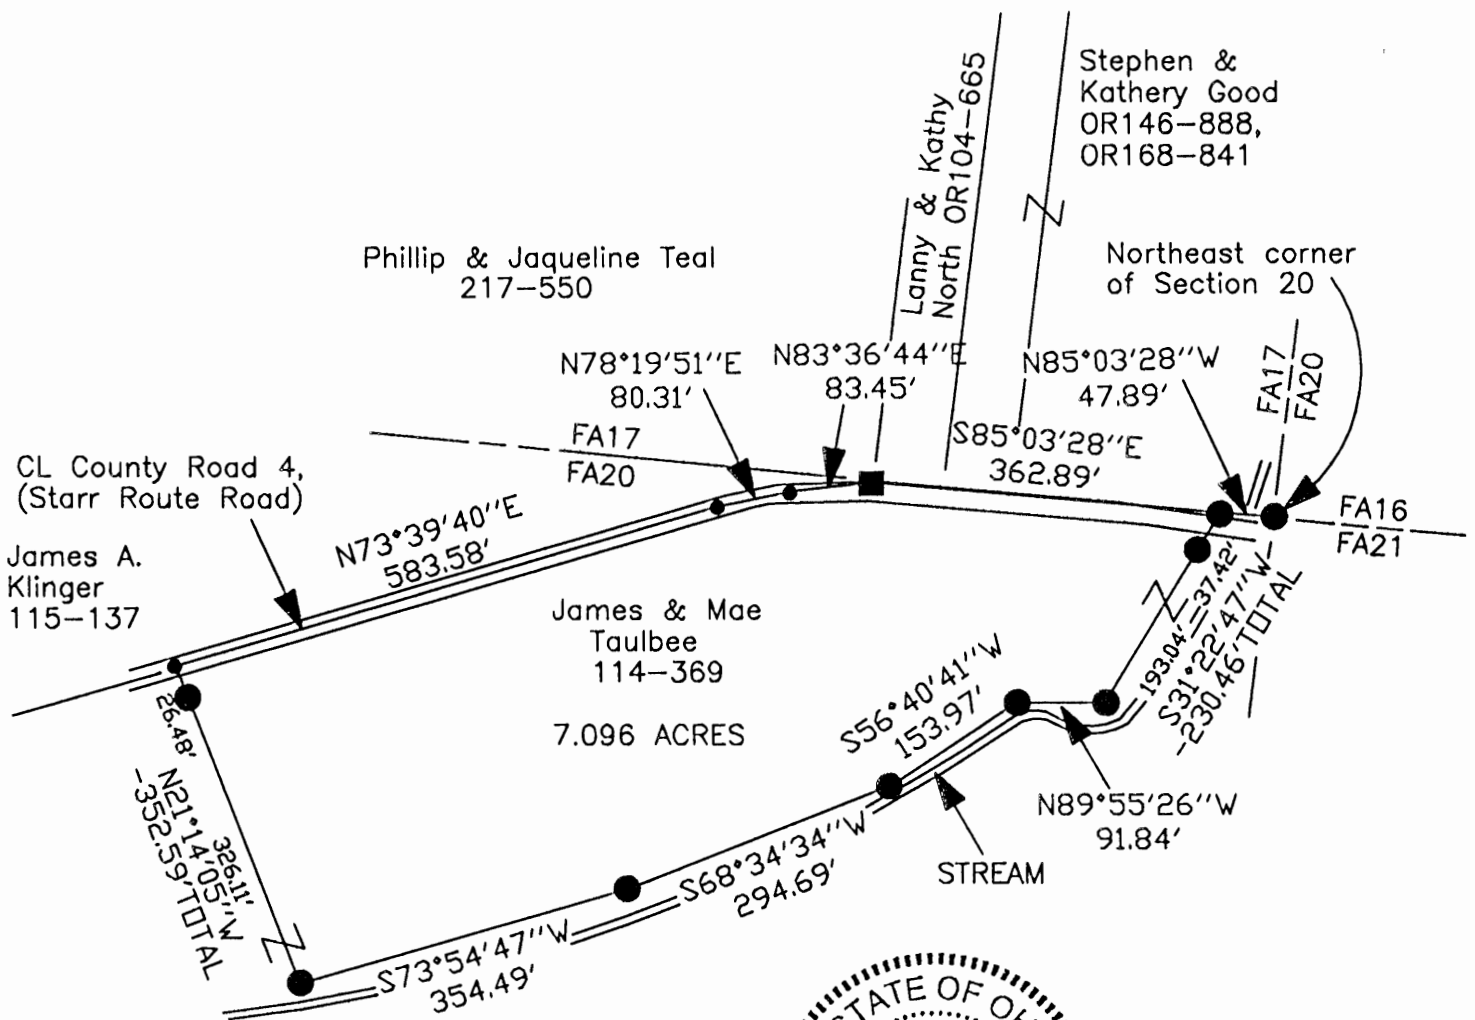 Stephen &
Kathery Good
OR146-888,
OR168-841
Lanny & Kathy
North OR104-665
Phillip & Jaqueline Teal
217-550
Northeast corner
of Section 20
N78°19'51''E
80.31'
N83°36'44''E
83.45'
N85°03'28''W
47.89'
FA17
FA20
FA17
FA20
S85°03'28''E
362.89'
CL County Road 4,
(Starr Route Road)
N73°39'40''E
583.58'
FA16
FA21
James A.
Klinger
115-137
James & Mae
Taulbee
114-369
7.096 ACRES
193.04'
37.42'
S31°22'47''W-
-230.46'TOTAL
S56°40'41''W
153.97'
N89°55'26''W
91.84'
STREAM
26.48'
326.11'
N21°14'05''W
-352.59'TOTAL
S68°34'34''W
294.69'
S73°54'47''W
354.49'
STATE OF